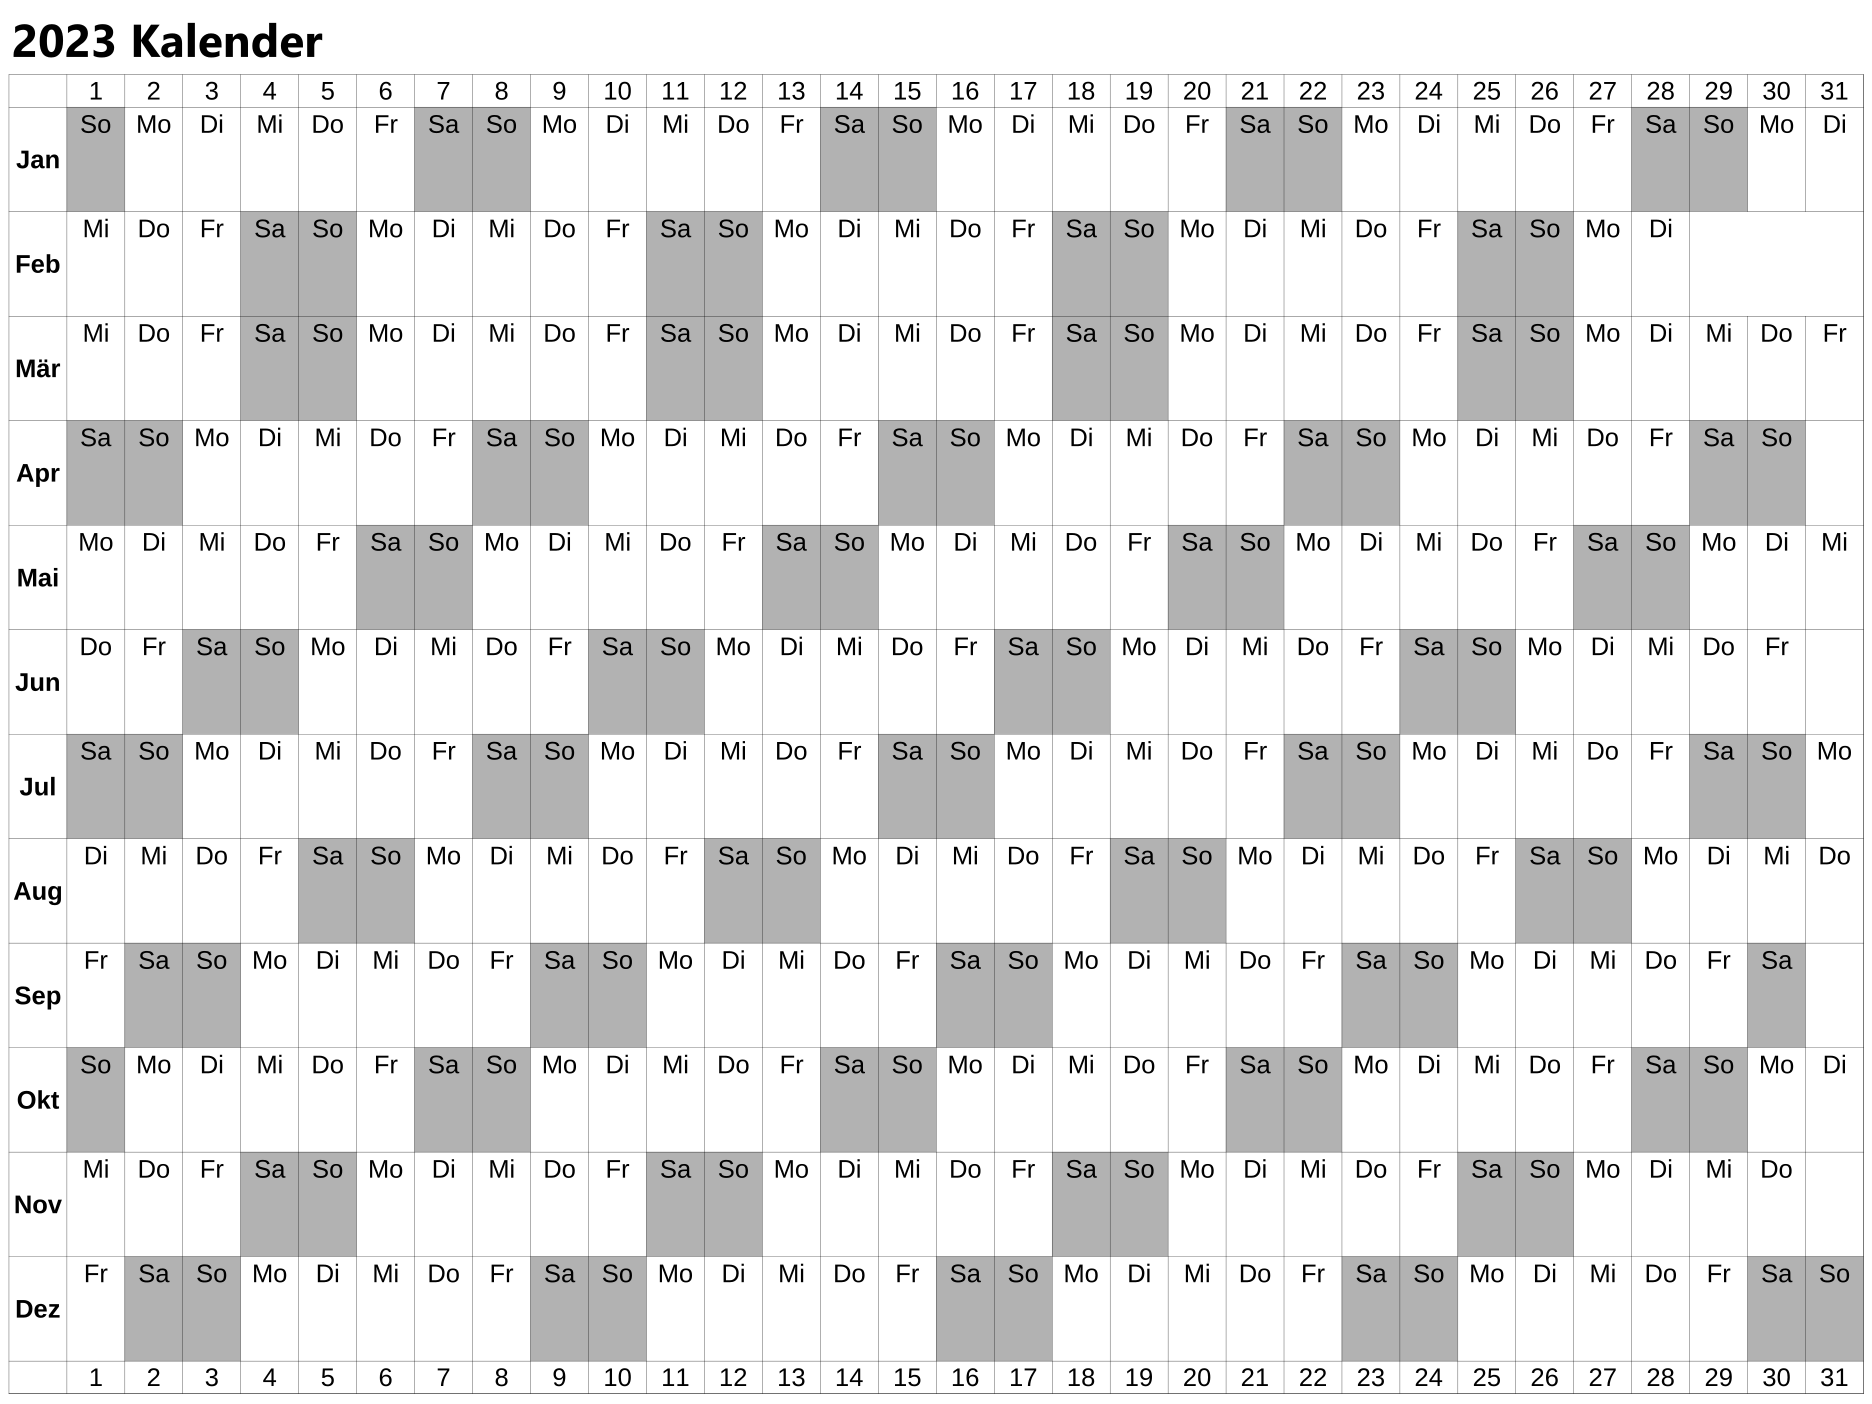 2023 Kalender
1 2 3 4 5 6 7 8 9 10 11 12 13 14 15 16 17 18 19 20 21 22 23 24 25 26 27 28 29 30 31
Jan So Mo Di Mi Do Fr Sa So Mo Di Mi Do Fr Sa So Mo Di Mi Do Fr Sa So Mo Di Mi Do Fr Sa So Mo Di
Feb Mi Do Fr Sa So Mo Di Mi Do Fr Sa So Mo Di Mi Do Fr Sa So Mo Di Mi Do Fr Sa So Mo Di
Mär Mi Do Fr Sa So Mo Di Mi Do Fr Sa So Mo Di Mi Do Fr Sa So Mo Di Mi Do Fr Sa So Mo Di Mi Do Fr
Apr Sa So Mo Di Mi Do Fr Sa So Mo Di Mi Do Fr Sa So Mo Di Mi Do Fr Sa So Mo Di Mi Do Fr Sa So
Mai Mo Di Mi Do Fr Sa So Mo Di Mi Do Fr Sa So Mo Di Mi Do Fr Sa So Mo Di Mi Do Fr Sa So Mo Di Mi
Jun Do Fr Sa So Mo Di Mi Do Fr Sa So Mo Di Mi Do Fr Sa So Mo Di Mi Do Fr Sa So Mo Di Mi Do Fr
Jul Sa So Mo Di Mi Do Fr Sa So Mo Di Mi Do Fr Sa So Mo Di Mi Do Fr Sa So Mo Di Mi Do Fr Sa So Mo
Aug Di Mi Do Fr Sa So Mo Di Mi Do Fr Sa So Mo Di Mi Do Fr Sa So Mo Di Mi Do Fr Sa So Mo Di Mi Do
Sep Fr Sa So Mo Di Mi Do Fr Sa So Mo Di Mi Do Fr Sa So Mo Di Mi Do Fr Sa So Mo Di Mi Do Fr Sa
Okt So Mo Di Mi Do Fr Sa So Mo Di Mi Do Fr Sa So Mo Di Mi Do Fr Sa So Mo Di Mi Do Fr Sa So Mo Di
Nov Mi Do Fr Sa So Mo Di Mi Do Fr Sa So Mo Di Mi Do Fr Sa So Mo Di Mi Do Fr Sa So Mo Di Mi Do
Dez Fr Sa So Mo Di Mi Do Fr Sa So Mo Di Mi Do Fr Sa So Mo Di Mi Do Fr Sa So Mo Di Mi Do Fr Sa So
1 2 3 4 5 6 7 8 9 10 11 12 13 14 15 16 17 18 19 20 21 22 23 24 25 26 27 28 29 30 31